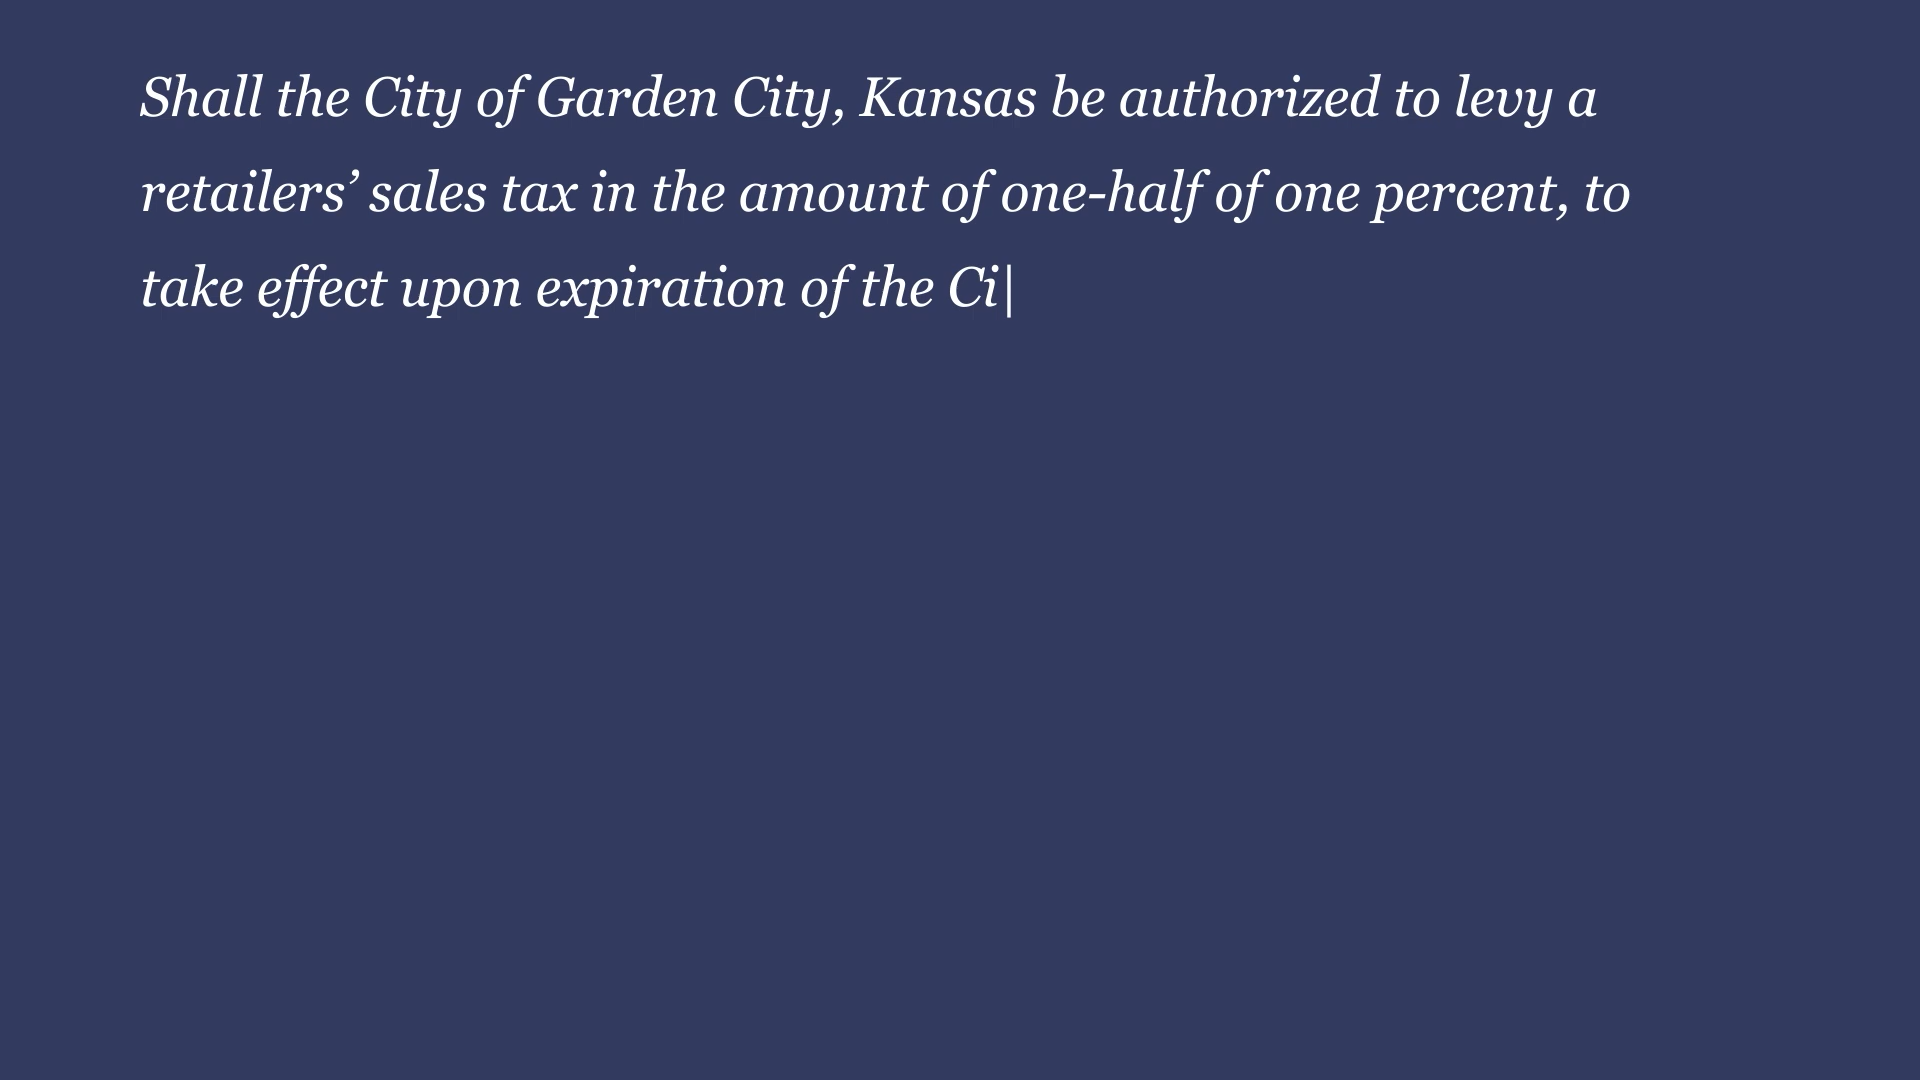 Shall the City of Garden City, Kansas be authorized to levy a
retailers’ sales tax in the amount of one-half of one percent, to
take effect upon expiration of the Ci|